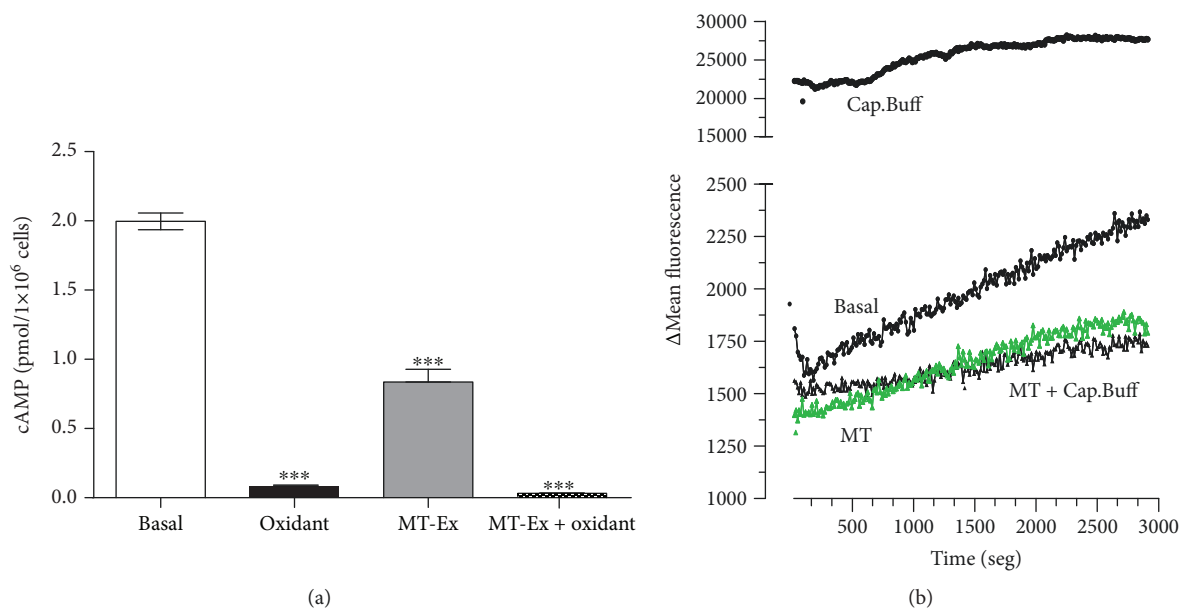 cAMP (pmol/1×10⁶ cells)
2.5
2.0
1.5
1.0
0.5
0.0
***
***
***
Basal
Oxidant
MT-Ex
MT-Ex + oxidant
(a)
ΔMean fluorescence
30000
25000
20000
15000
2500
2250
2000
1750
1500
1250
1000
Cap.Buff
Basal
MT + Cap.Buff
MT
500
1000
1500
2000
2500
3000
Time (seg)
(b)